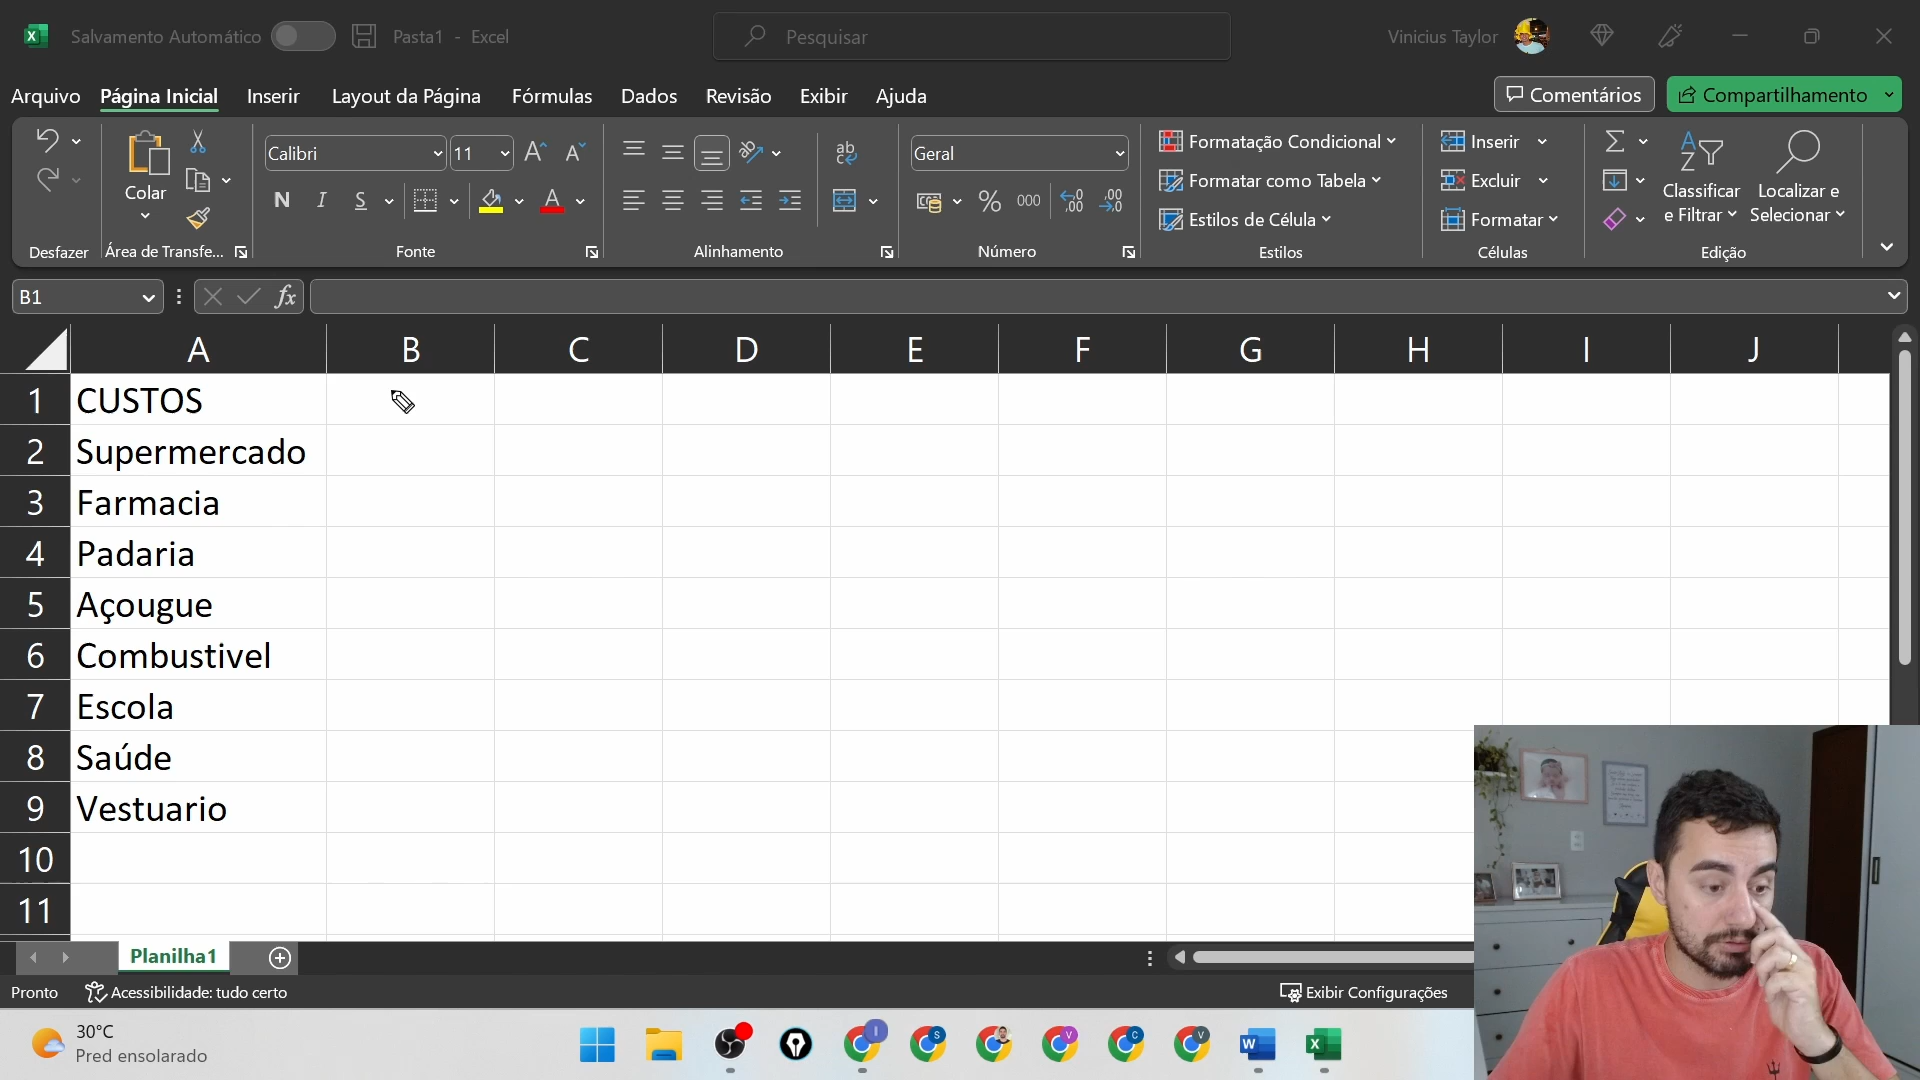 Salvamento Automático Pasta1 - Excel Pesquisar Vinicius Taylor
Arquivo Página Inicial Inserir Layout da Página Fórmulas Dados Revisão Exibir Ajuda Comentários Compartilhamento
Calibri 11 Geral Formatação Condicional Inserir
Colar Formatar como Tabela Excluir Classificar e Filtrar Localizar e Selecionar
N I S % 000 Estilos de Célula Formatar
Desfazer Área de Transfe... Fonte Alinhamento Número Estilos Células Edição
B1 fx
A B C D E F G H I J
1 CUSTOS
2 Supermercado
3 Farmacia
4 Padaria
5 Açougue
6 Combustivel
7 Escola
8 Saúde
9 Vestuario
10
11
Planilha1
Pronto Acessibilidade: tudo certo Exibir Configurações
30°C
Pred ensolarado